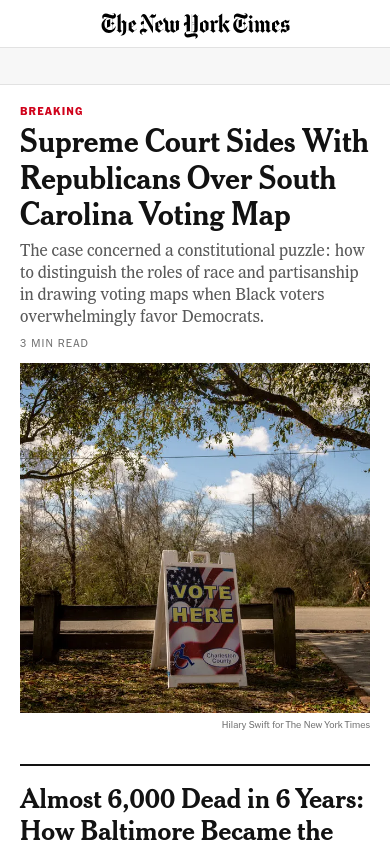 The New York Times
BREAKING
Supreme Court Sides With
Republicans Over South
Carolina Voting Map
The case concerned a constitutional puzzle: how
to distinguish the roles of race and partisanship
in drawing voting maps when Black voters
overwhelmingly favor Democrats.
3 MIN READ
VOTE
HERE
Charleston
County
Hilary Swift for The New York Times
Almost 6,000 Dead in 6 Years:
How Baltimore Became the